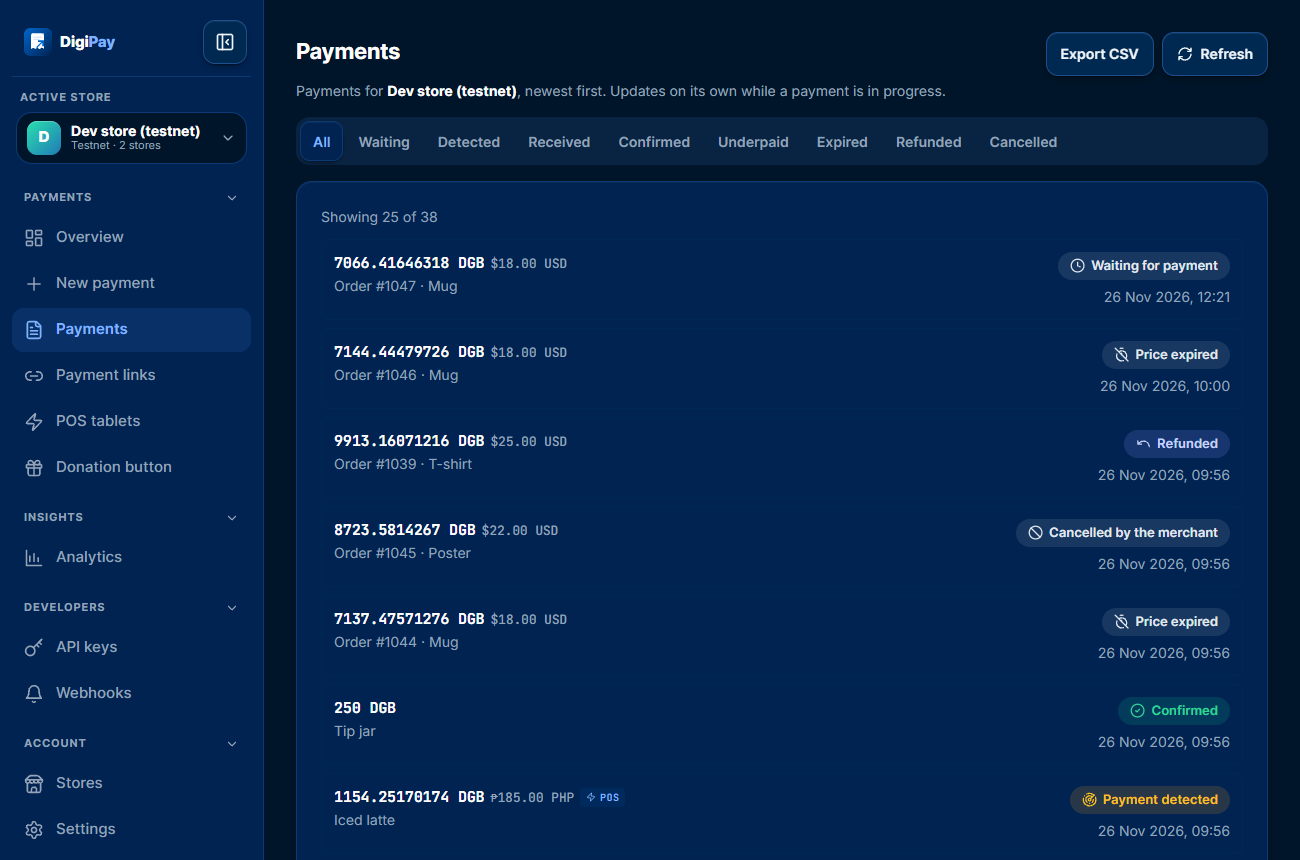 DigiPay
ACTIVE STORE
D
Dev store (testnet)
Testnet · 2 stores
PAYMENTS
Overview
New payment
Payments
Payment links
POS tablets
Donation button
INSIGHTS
Analytics
DEVELOPERS
API keys
Webhooks
ACCOUNT
Stores
Settings
Payments
Export CSV
Refresh
Payments for Dev store (testnet), newest first. Updates on its own while a payment is in progress.
All Waiting Detected Received Confirmed Underpaid Expired Refunded Cancelled
Showing 25 of 38
7066.41646318 DGB $18.00 USD
Waiting for payment
Order #1047 · Mug
26 Nov 2026, 12:21
7144.44479726 DGB $18.00 USD
Price expired
Order #1046 · Mug
26 Nov 2026, 10:00
9913.16071216 DGB $25.00 USD
Refunded
Order #1039 · T-shirt
26 Nov 2026, 09:56
8723.5814267 DGB $22.00 USD
Cancelled by the merchant
Order #1045 · Poster
26 Nov 2026, 09:56
7137.47571276 DGB $18.00 USD
Price expired
Order #1044 · Mug
26 Nov 2026, 09:56
250 DGB
Confirmed
Tip jar
26 Nov 2026, 09:56
1154.25170174 DGB ₱185.00 PHP POS
Payment detected
Iced latte
26 Nov 2026, 09:56